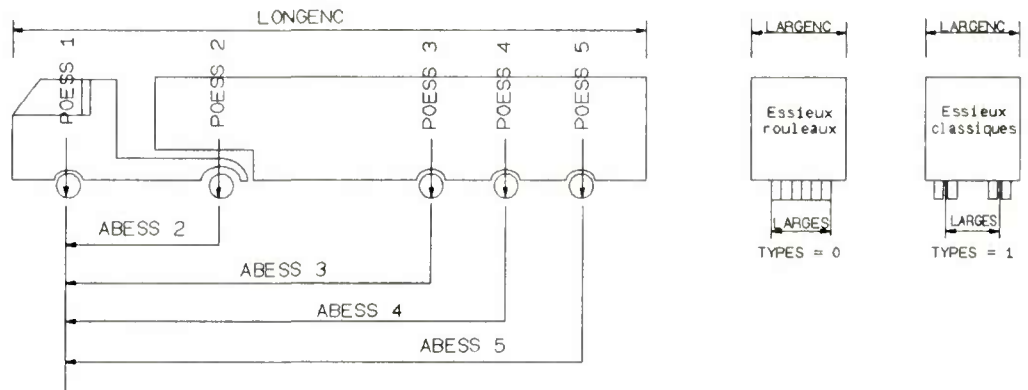 LONGENC
POESS 1
POESS 2
POESS 3
POESS 4
POESS 5
ABESS 2
ABESS 3
ABESS 4
ABESS 5
LARGENC
Essieux
rouleaux
LARGES
TYPES = 0
LARGENC
Essieux
classiques
LARGES
TYPES = 1